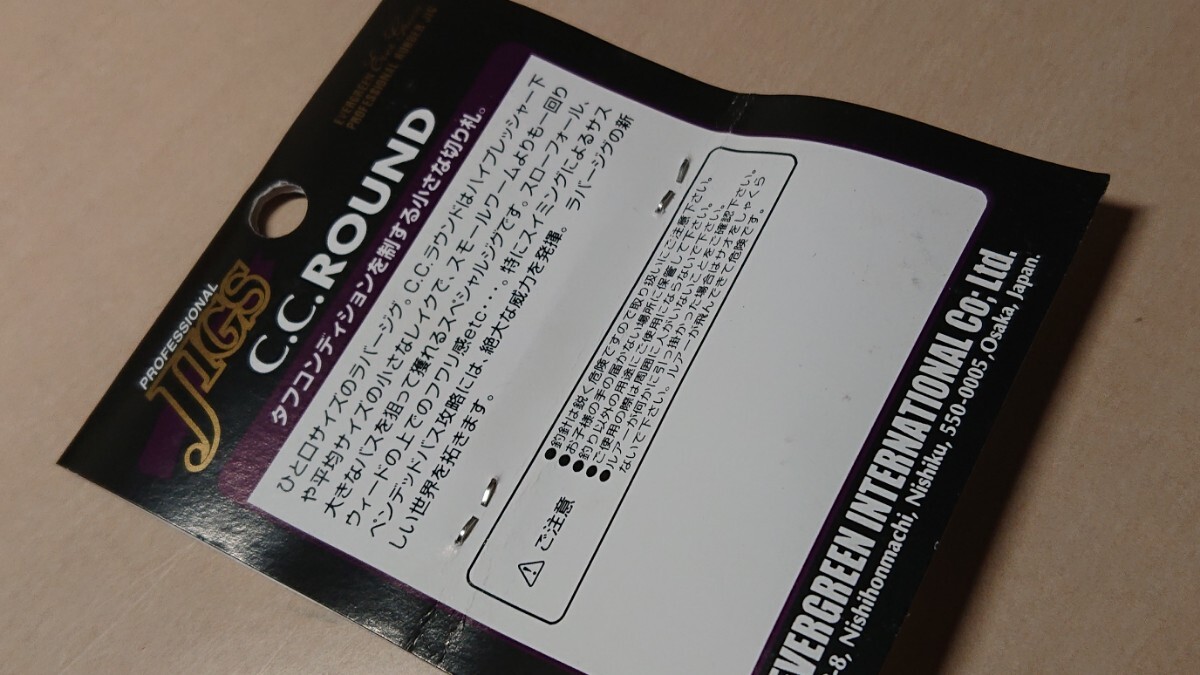 PROFESSIONAL
JIGS
EVERGREEN
PROFESSIONAL RUBBER JIG
C.C.ROUND
タフコンディションを制する小さな切り札。
ひと口サイズのラバージグ。C.C.ラウンドはハイプレッシャー下
や平均サイズの小さなレイクで、スモールワームよりも一回り
大きなバスを狙って獲れるスペシャルジグです。スローフォール、
ウィードの上でのフワリ感etc・・・。特にスイミングによるサス
ペンデッドバス攻略には、絶大な威力を発揮。 ラバージグの新
しい世界を拓きます。
ご注意
●釣針は鋭く危険ですので取り扱いにご注意下さい。
●お子様の手の届かない場所に保管して下さい。
●釣り以外の用途にご使用にならないで下さい。
●ご使用の際は周囲に人がいないことをご確認下さい。
●ルアーが何かに引っ掛かった場合はサオをしゃくら
ないで下さい。ルアーが飛んできて危険です。
EVERGREEN INTERNATIONAL Co; Ltd.
-8, Nishihonmachi, Nishiku, 550-0005,Osaka, Japan.